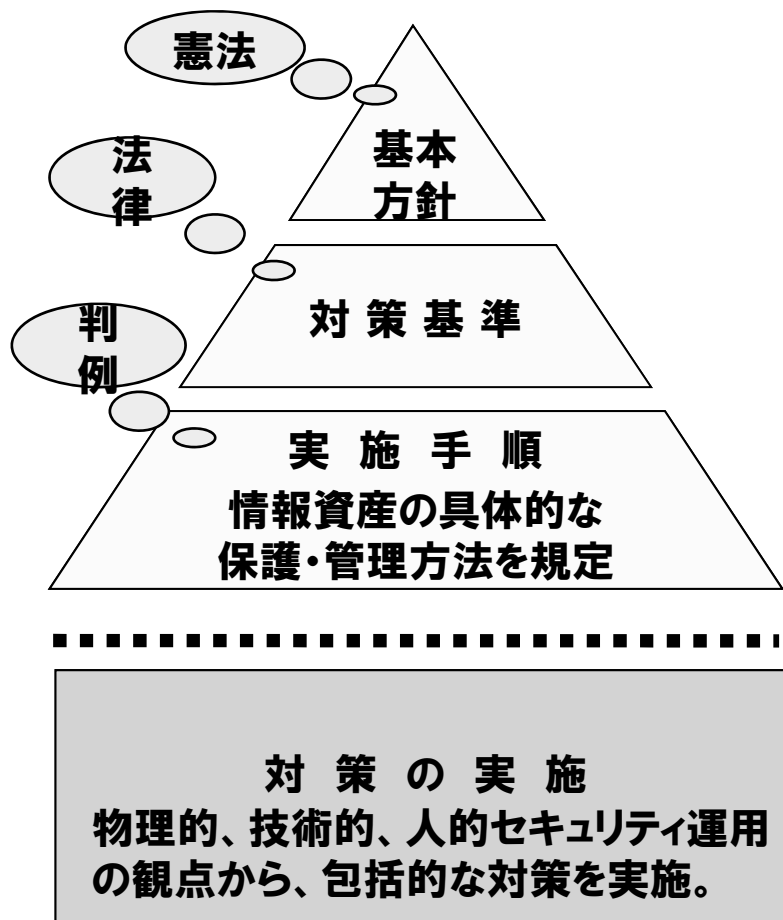 憲法
基本
方針
法
律
対策基準
判
例
実施手順
情報資産の具体的な
保護・管理方法を規定
対策の実施
物理的、技術的、人的セキュリティ運用
の観点から、包括的な対策を実施。